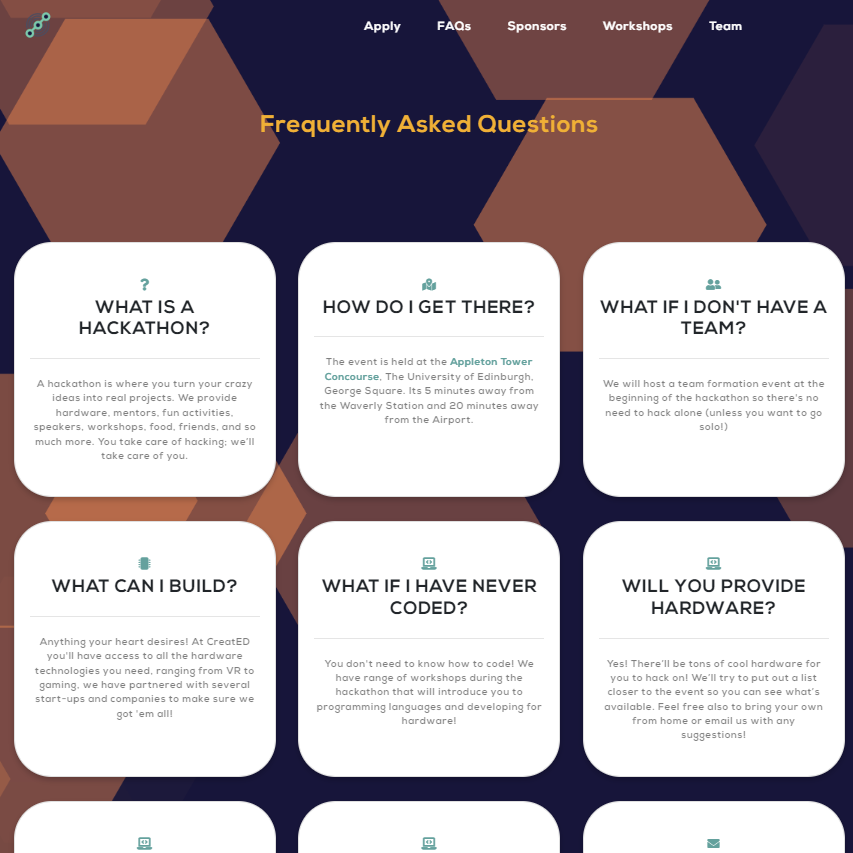 Apply FAQs Sponsors Workshops Team
Frequently Asked Questions
WHAT IS A
HACKATHON?
A hackathon is where you turn your crazy
ideas into real projects. We provide
hardware, mentors, fun activities,
speakers, workshops, food, friends, and so
much more. You take care of hacking; we'll
take care of you.
HOW DO I GET THERE?
The event is held at the Appleton Tower
Concourse, The University of Edinburgh,
George Square. Its 5 minutes away from
the Waverly Station and 20 minutes away
from the Airport.
WHAT IF I DON'T HAVE A
TEAM?
We will host a team formation event at the
beginning of the hackathon so there's no
need to hack alone (unless you want to go
solo!)
WHAT CAN I BUILD?
Anything your heart desires! At CreatED
you'll have access to all the hardware
technologies you need, ranging from VR to
gaming, we have partnered with several
start-ups and companies to make sure we
got 'em all!
WHAT IF I HAVE NEVER
CODED?
You don't need to know how to code! We
have range of workshops during the
hackathon that will introduce you to
programming languages and developing for
hardware!
WILL YOU PROVIDE
HARDWARE?
Yes! There'll be tons of cool hardware for
you to hack on! We'll try to put out a list
closer to the event so you can see what's
available. Feel free also to bring your own
from home or email us with any
suggestions!